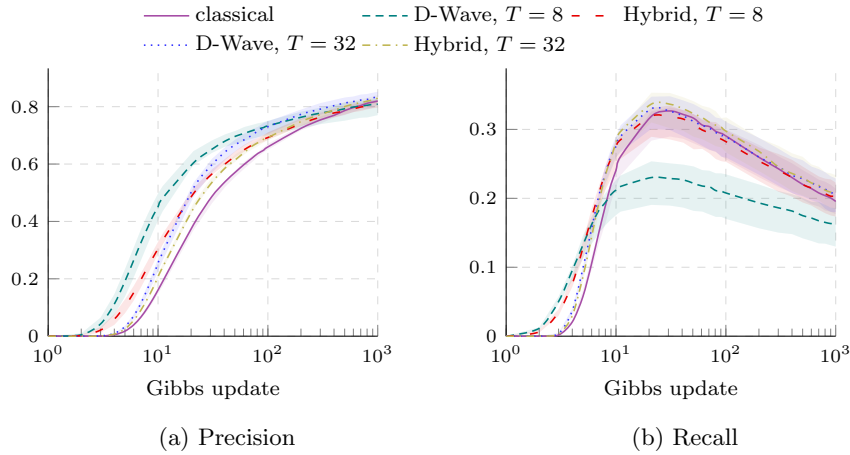 classical D-Wave, T = 8 Hybrid, T = 8
D-Wave, T = 32 Hybrid, T = 32
0.8
0.6
0.4
0.2
0
10^0 10^1 10^2 10^3
Gibbs update
(a) Precision
0.3
0.2
0.1
0
10^0 10^1 10^2 10^3
Gibbs update
(b) Recall